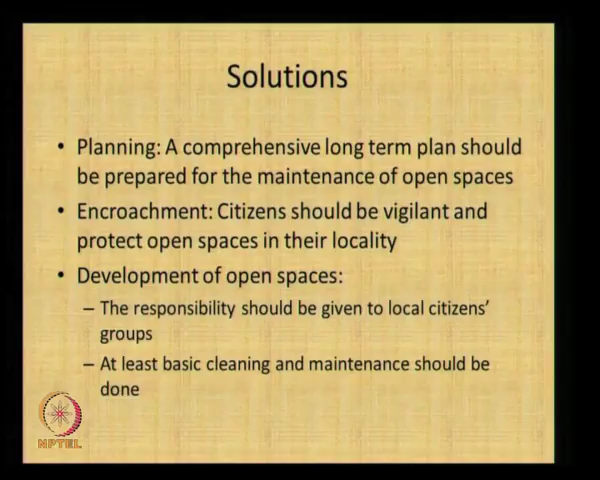 Solutions
• Planning: A comprehensive long term plan should
be prepared for the maintenance of open spaces
• Encroachment: Citizens should be vigilant and
protect open spaces in their locality
• Development of open spaces:
– The responsibility should be given to local citizens’
groups
– At least basic cleaning and maintenance should be
done
NPTEL